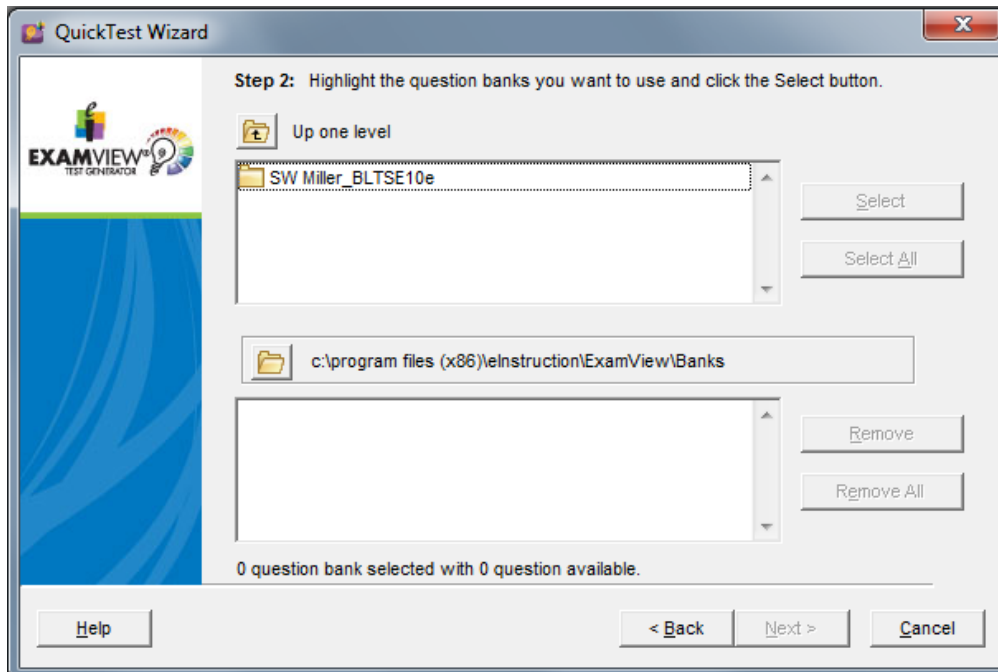 QuickTest Wizard
Step 2: Highlight the question banks you want to use and click the Select button.
Up one level
EXAMVIEW®
TEST GENERATOR
SW Miller_BLTSE10e
Select
Select All
c:\program files (x86)\eInstruction\ExamView\Banks
Remove
Remove All
0 question bank selected with 0 question available.
Help
< Back
Next >
Cancel